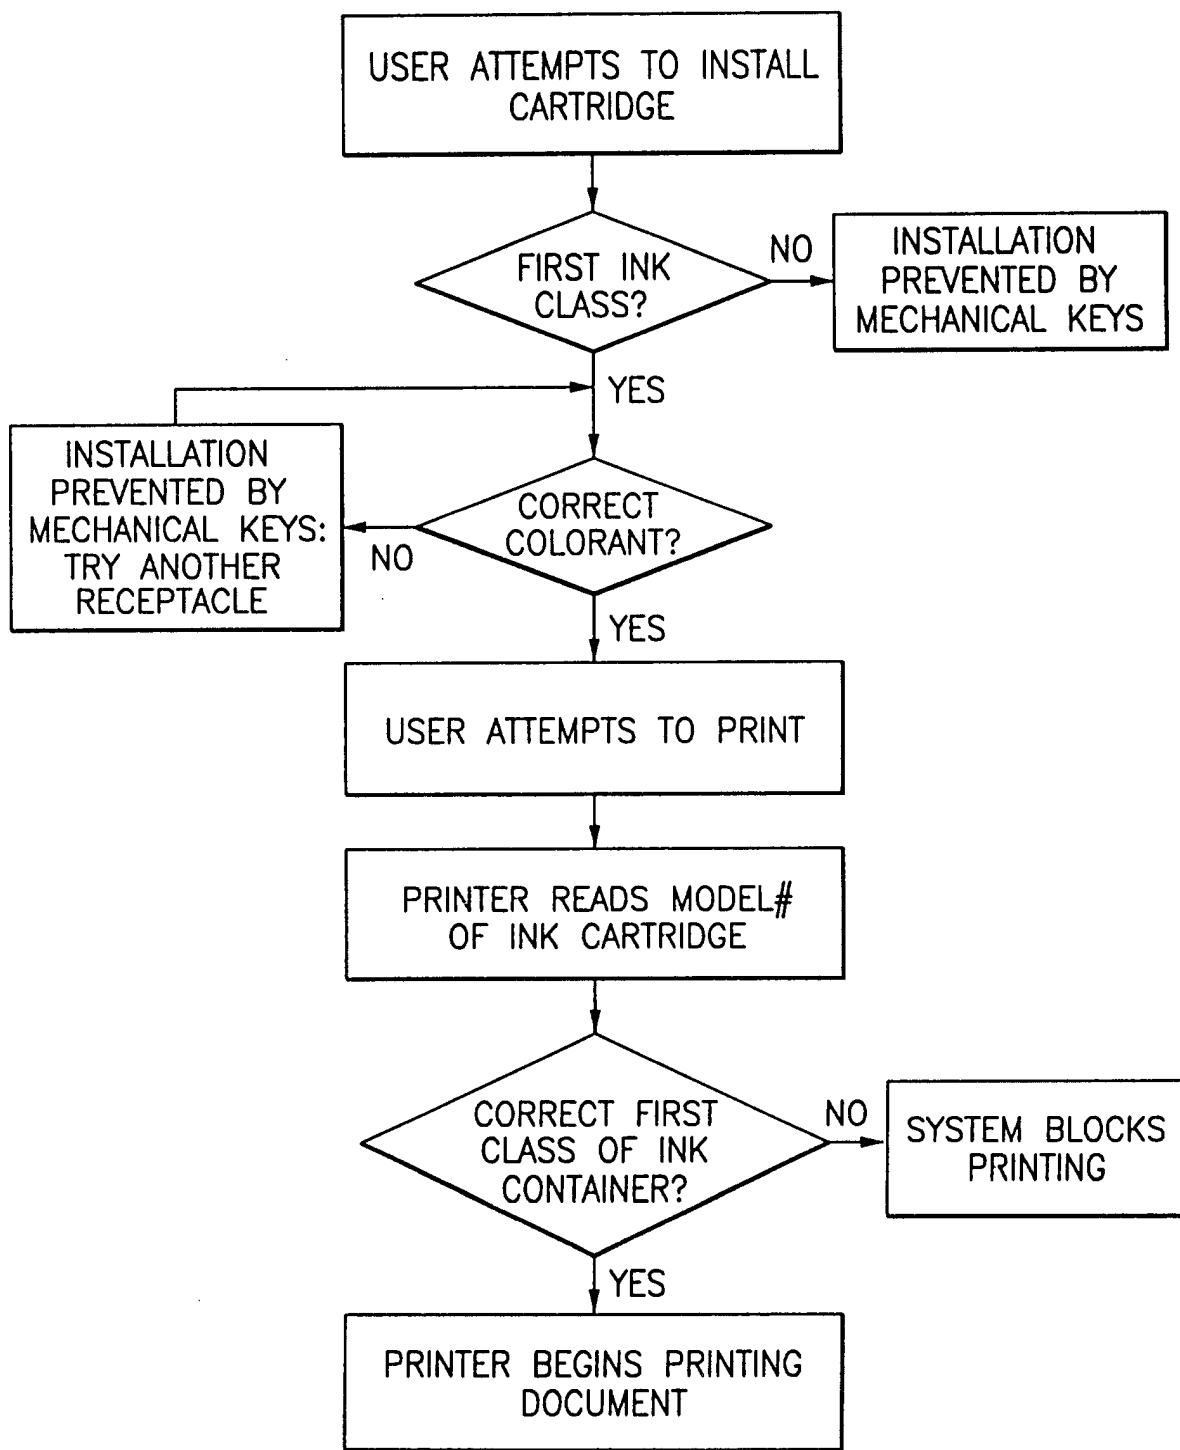 USER ATTEMPTS TO INSTALL
CARTRIDGE
FIRST INK
CLASS?
NO
INSTALLATION
PREVENTED BY
MECHANICAL KEYS
YES
INSTALLATION
PREVENTED BY
MECHANICAL KEYS:
TRY ANOTHER
RECEPTACLE
NO
CORRECT
COLORANT?
YES
USER ATTEMPTS TO PRINT
PRINTER READS MODEL#
OF INK CARTRIDGE
CORRECT FIRST
CLASS OF INK
CONTAINER?
NO
SYSTEM BLOCKS
PRINTING
YES
PRINTER BEGINS PRINTING
DOCUMENT